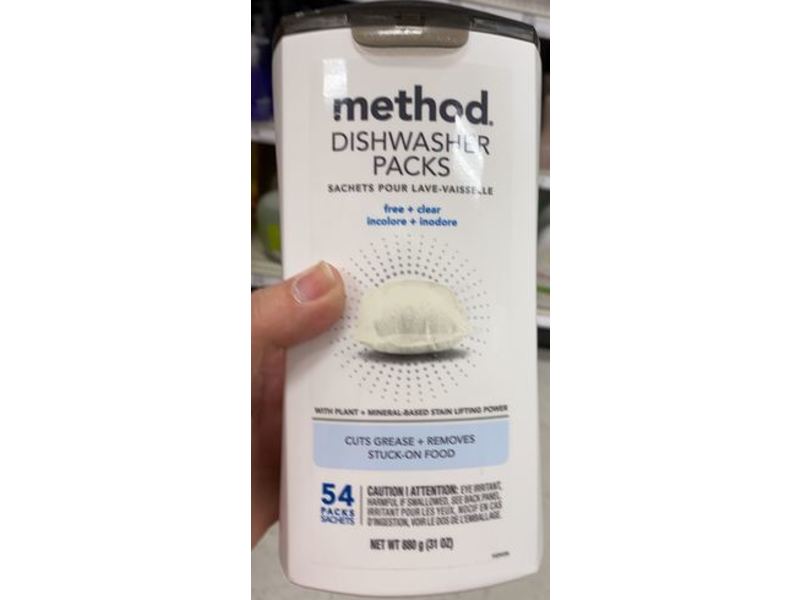 method.
DISHWASHER
PACKS
SACHETS POUR LAVE-VAISSELLE
free + clear
incolore + inodore
WITH PLANT + MINERAL-BASED STAIN LIFTING POWER
CUTS GREASE + REMOVES
STUCK-ON FOOD
54
PACKS
SACHETS
CAUTION | ATTENTION: EYE IRRITANT,
HARMFUL IF SWALLOWED. SEE BACK PANEL.
IRRITANT POUR LES YEUX, NOCIF EN CAS
D'INGESTION, VOIR LE DOS DE L'EMBALLAGE.
NET WT 880 g (31 OZ)